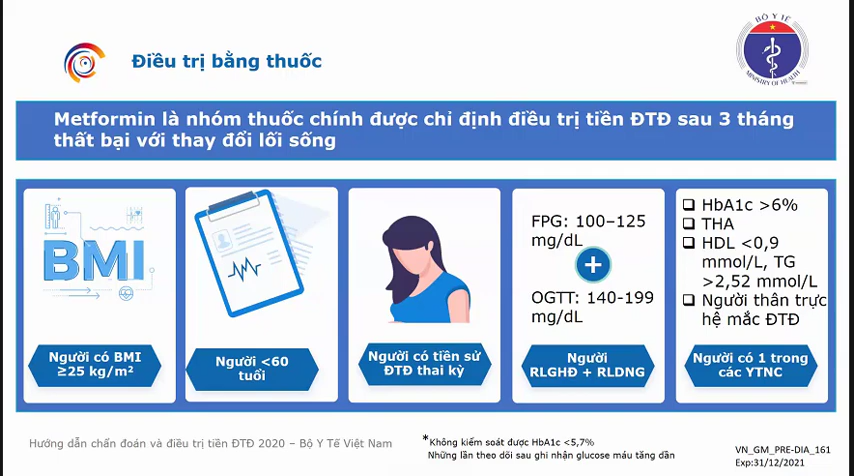 BỘ Y TẾ
MINISTRY OF HEALTH
Điều trị bằng thuốc
Metformin là nhóm thuốc chính được chỉ định điều trị tiền ĐTĐ sau 3 tháng
thất bại với thay đổi lối sống
BMI
Người có BMI
≥25 kg/m²
Người <60
tuổi
Người có tiền sử
ĐTĐ thai kỳ
FPG: 100–125
mg/dL
+
OGTT: 140-199
mg/dL
Người
RLGHĐ + RLDNG
❑ HbA1c >6%
❑ THA
❑ HDL <0,9
mmol/L, TG
>2,52 mmol/L
❑ Người thân trực
hệ mắc ĐTĐ
Người có 1 trong
các YTNC
Hướng dẫn chẩn đoán và điều trị tiền ĐTĐ 2020 – Bộ Y Tế Việt Nam
*Không kiểm soát được HbA1c <5,7%
Những lần theo dõi sau ghi nhận glucose máu tăng dần
VN_GM_PRE-DIA_161
Exp:31/12/2021